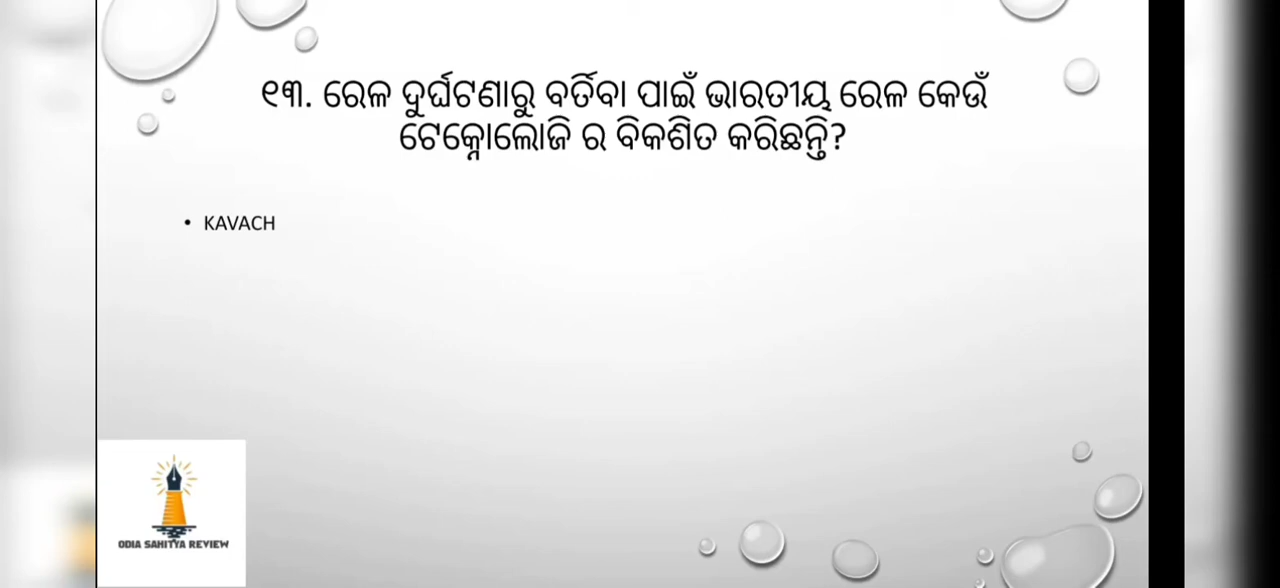 ୧୩. ରେଳ ଦୁର୍ଘଟଣାରୁ ବର୍ତିବା ପାଇଁ ଭାରତୀୟ ରେଳ କେଉଁ
ଟେକ୍ନୋଲୋଜି ର ବିକଶିତ କରିଛନ୍ତି?
• KAVACH
ODIA SAHITYA REVIEW